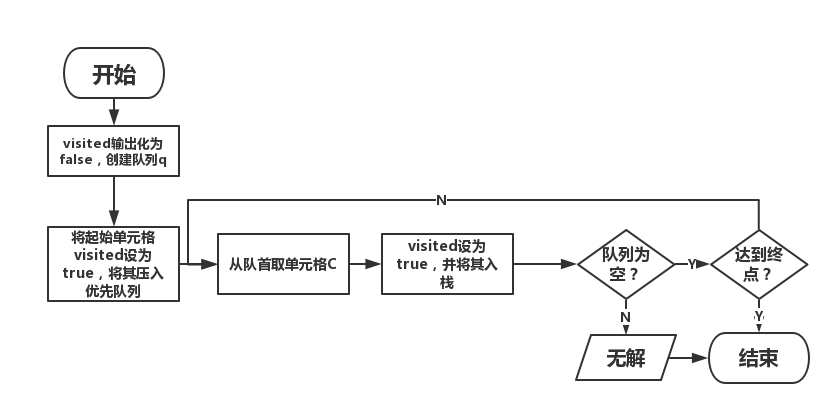 开始
visited输出化为
false，创建队列q
N
将起始单元格
visited设为
true，将其压入
优先队列
从队首取单元格C
visited设为
true，并将其入
栈
队列为
空？
Y
达到终
点？
N
Y
无解
结束